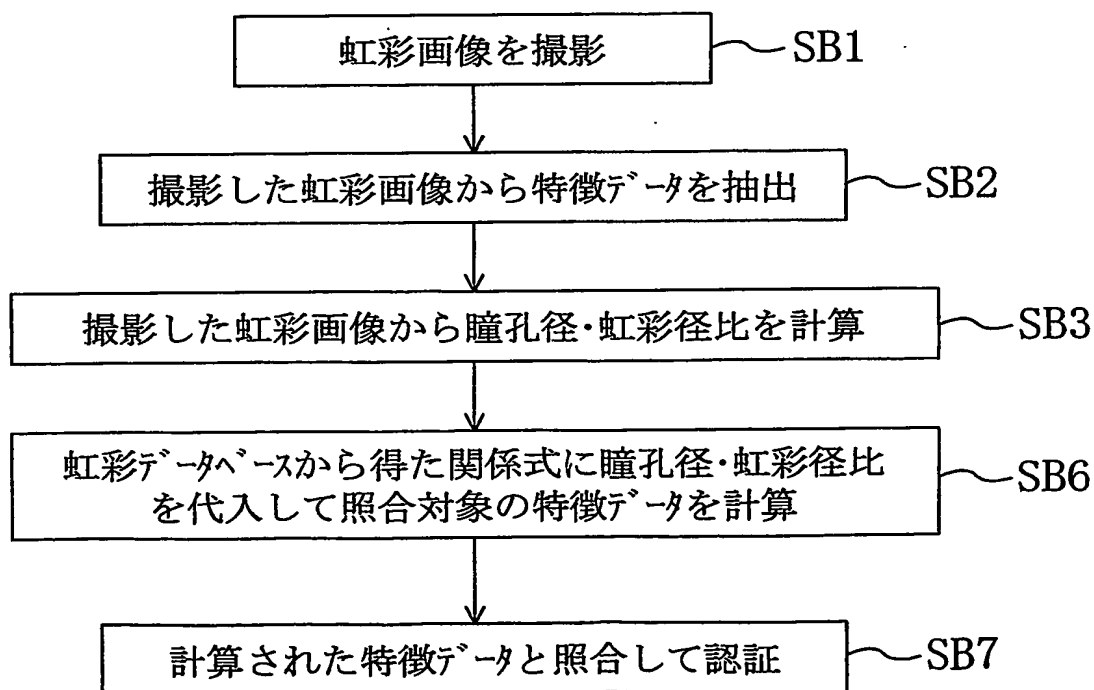 虹彩画像を撮影
SB1
撮影した虹彩画像から特徴データを抽出
SB2
撮影した虹彩画像から瞳孔径・虹彩径比を計算
SB3
虹彩データベースから得た関係式に瞳孔径・虹彩径比
を代入して照合対象の特徴データを計算
SB6
計算された特徴データと照合して認証
SB7